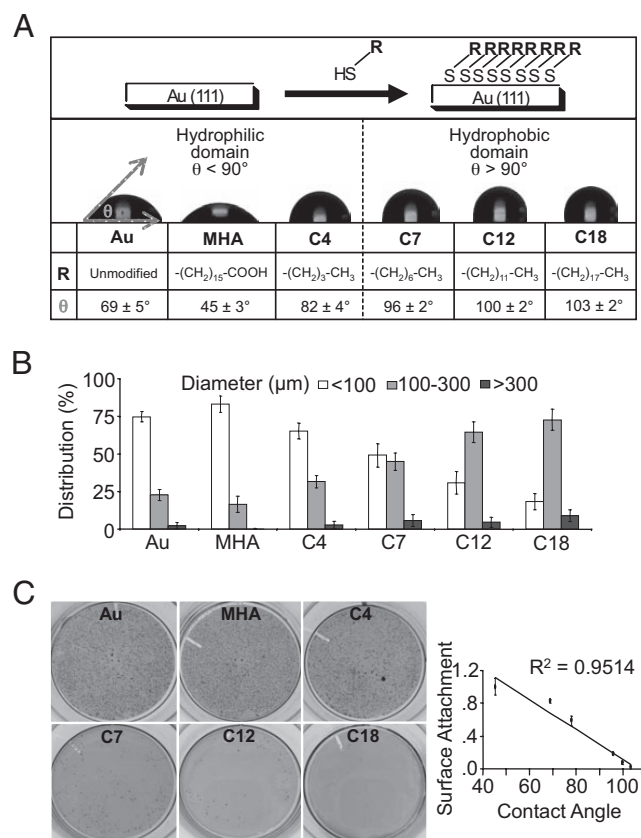 A
R
HS
RRRRRRRR
SSSSSSS
Au (111)
Au (111)
Hydrophilic
domain
θ < 90°
Hydrophobic
domain
θ > 90°
θ
Au MHA C4 C7 C12 C18
R Unmodified -(CH2)15-COOH -(CH2)3-CH3 -(CH2)6-CH3 -(CH2)11-CH3 -(CH2)17-CH3
θ 69 ± 5° 45 ± 3° 82 ± 4° 96 ± 2° 100 ± 2° 103 ± 2°
B
Diameter (µm) <100 100-300 >300
Distribution (%)
75
50
25
0
Au MHA C4 C7 C12 C18
C
Au MHA C4
C7 C12 C18
R² = 0.9514
Surface Attachment
1.2
.8
.4
0
40 60 80 100
Contact Angle